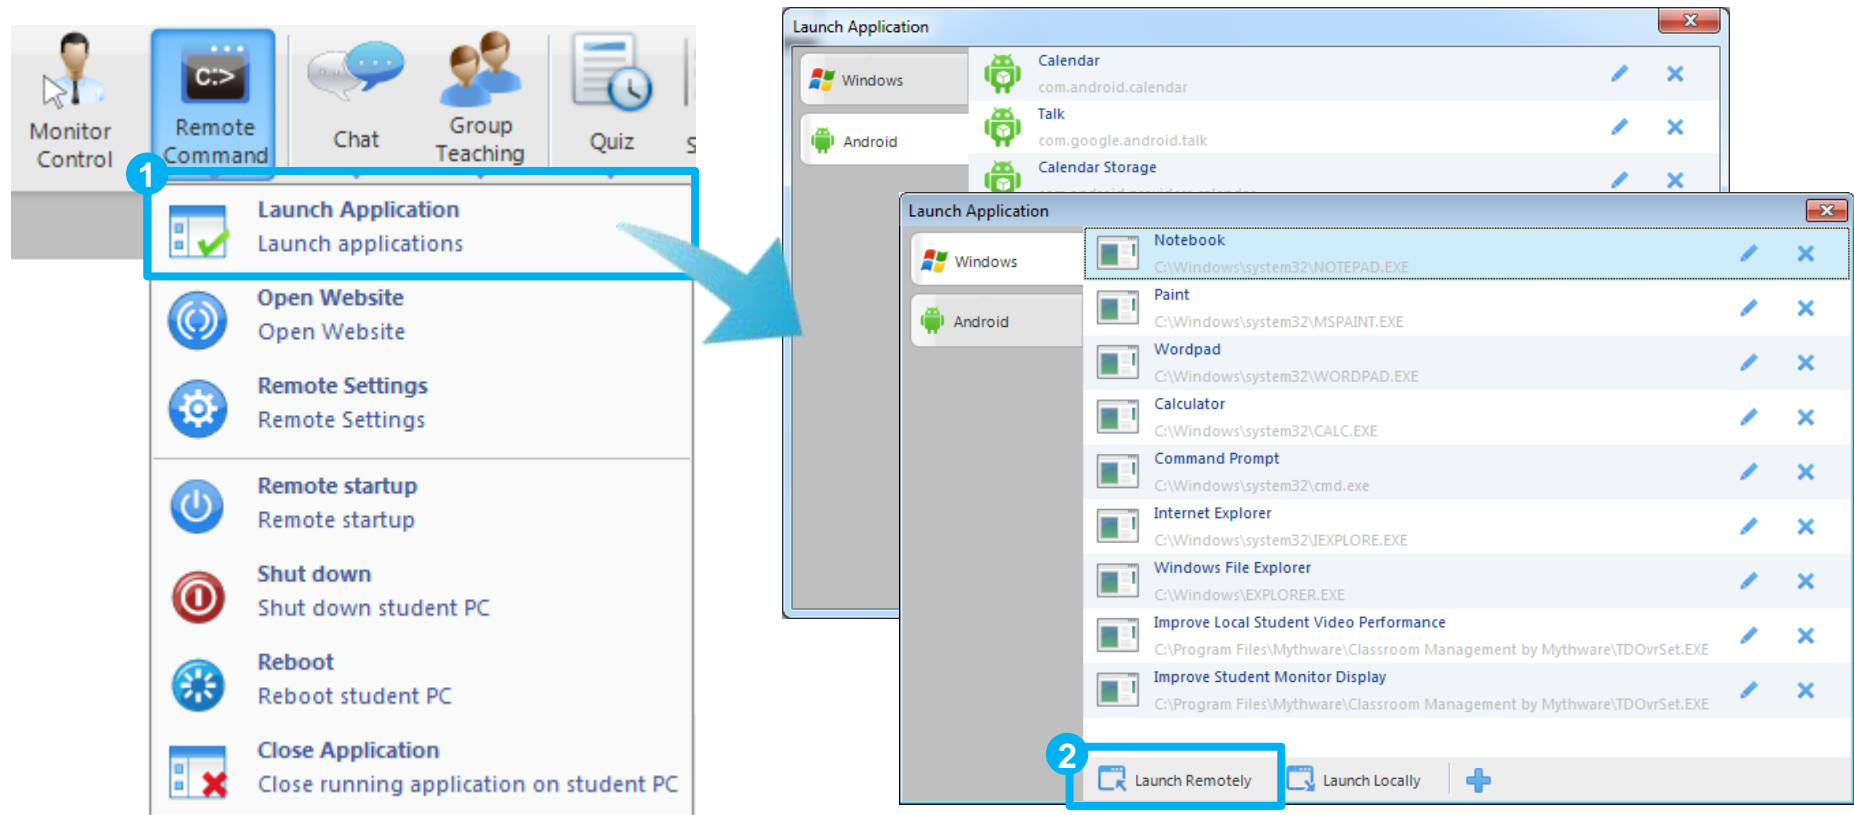 Monitor
Control
C:>
Remote
Command
Chat
Group
Teaching
Quiz
S
1
Launch Application
Launch applications
Open Website
Open Website
Remote Settings
Remote Settings
Remote startup
Remote startup
Shut down
Shut down student PC
Reboot
Reboot student PC
Close Application
Close running application on student PC
Launch Application
Windows
Android
Calendar
com.android.calendar
Talk
com.google.android.talk
Calendar Storage
com.android.providers.calendar
Launch Application
Windows
Android
Notebook
C:\Windows\system32\NOTEPAD.EXE
Paint
C:\Windows\system32\MSPAINT.EXE
Wordpad
C:\Windows\system32\WORDPAD.EXE
Calculator
C:\Windows\system32\CALC.EXE
Command Prompt
C:\Windows\system32\cmd.exe
Internet Explorer
C:\Windows\system32\IEXPLORE.EXE
Windows File Explorer
C:\Windows\EXPLORER.EXE
Improve Local Student Video Performance
C:\Program Files\Mythware\Classroom Management by Mythware\TDOvrSet.EXE
Improve Student Monitor Display
C:\Program Files\Mythware\Classroom Management by Mythware\TDOvrSet.EXE
2
Launch Remotely
Launch Locally